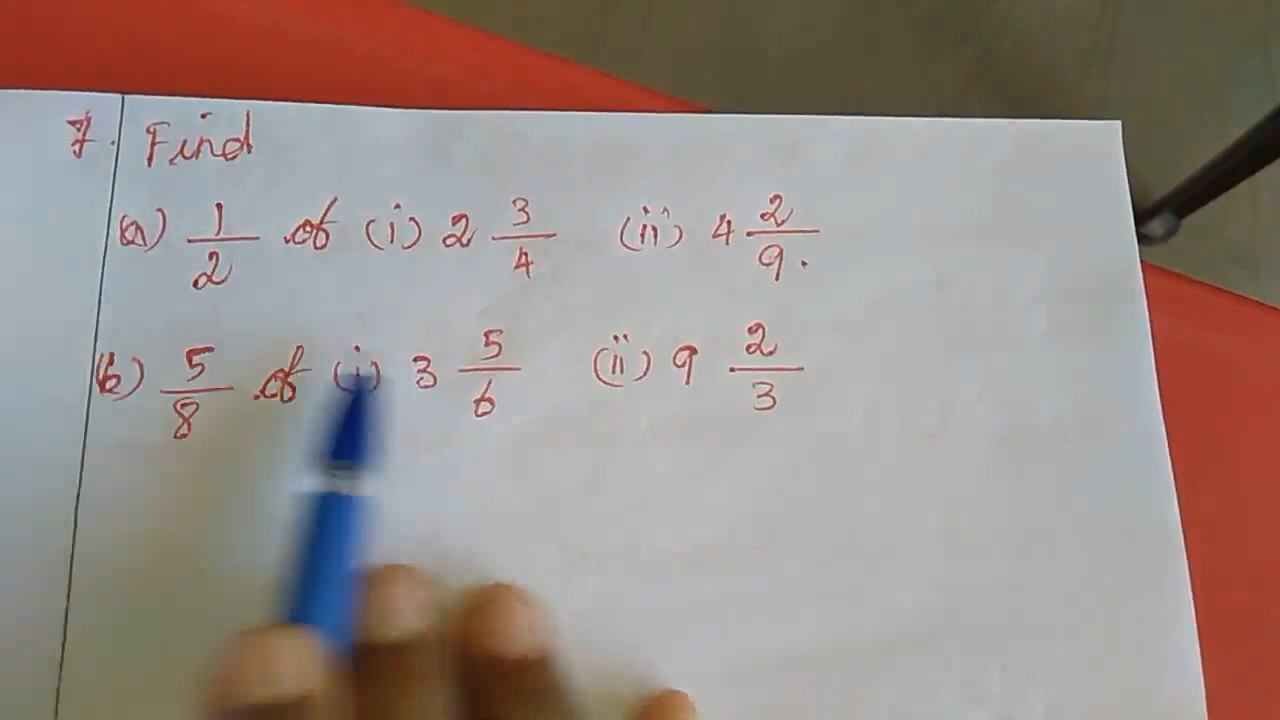 7. Find
(a) 1/2 of (i) 2 3/4 (ii) 4 2/9.
(b) 5/8 of (i) 3 5/6 (ii) 9 2/3